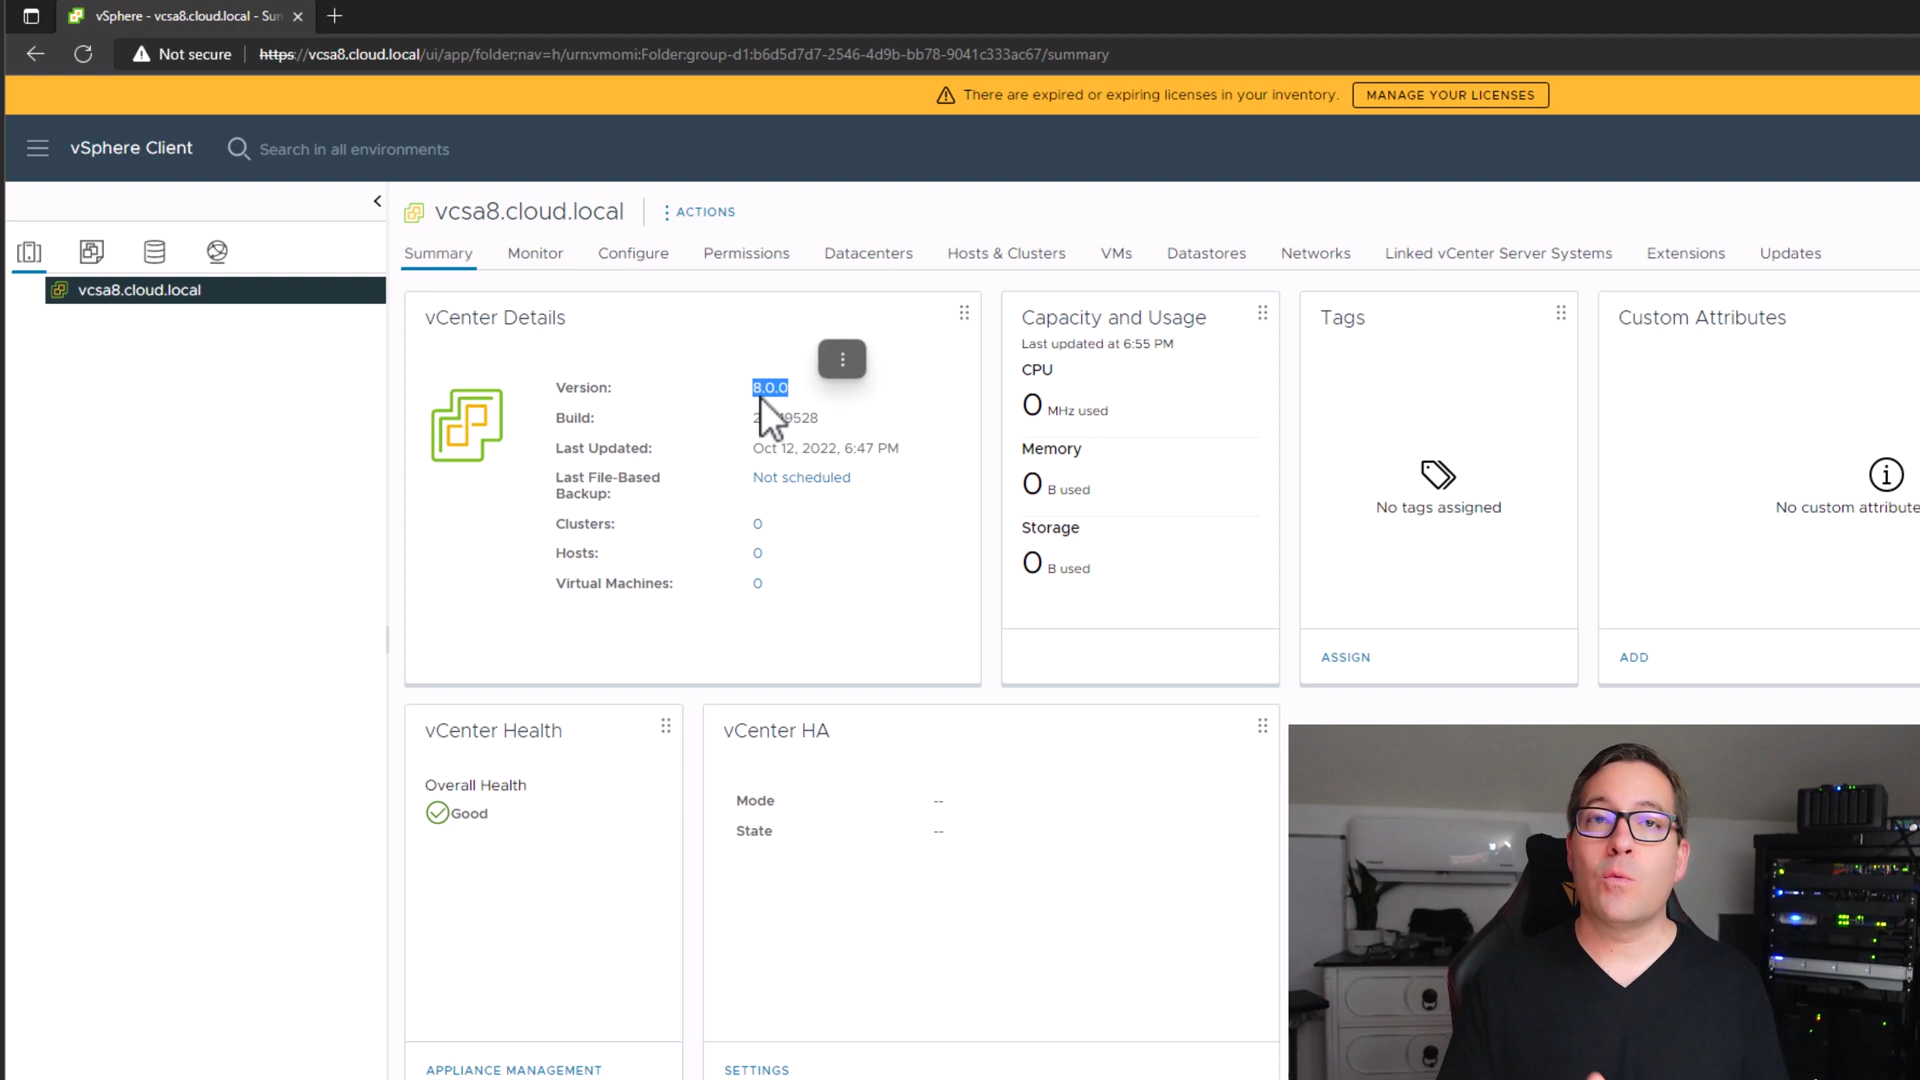 vSphere - vcsa8.cloud.local - Sun
Not secure
https://vcsa8.cloud.local/ui/app/folder;nav=h/urn:vmomi:Folder:group-d1:b6d5d7d7-2546-4d9b-bb78-9041c333ac67/summary
There are expired or expiring licenses in your inventory. MANAGE YOUR LICENSES
vSphere Client
Search in all environments
vcsa8.cloud.local
ACTIONS
Summary Monitor Configure Permissions Datacenters Hosts & Clusters VMs Datastores Networks Linked vCenter Server Systems Extensions Updates
vcsa8.cloud.local
vCenter Details
Version: 8.0.0
Build:
Last Updated: Oct 12, 2022, 6:47 PM
Last File-Based Backup: Not scheduled
Clusters: 0
Hosts: 0
Virtual Machines: 0
Capacity and Usage
Last updated at 6:55 PM
CPU
0 MHz used
Memory
0 B used
Storage
0 B used
Tags
No tags assigned
ASSIGN
Custom Attributes
No custom attribute
ADD
vCenter Health
Overall Health
Good
APPLIANCE MANAGEMENT
vCenter HA
Mode --
State --
SETTINGS